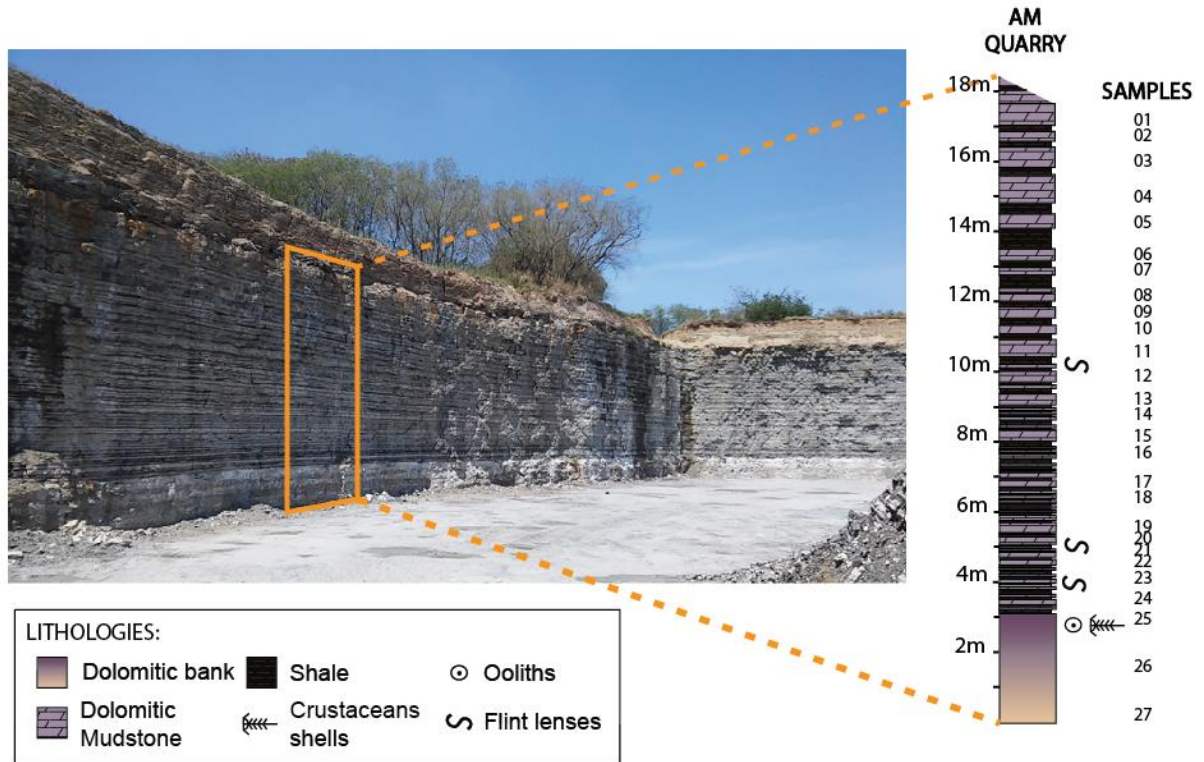 AM
QUARRY
SAMPLES
18m
16m
14m
12m
10m
8m
6m
4m
2m
01
02
03
04
05
06
07
08
09
10
11
12
13
14
15
16
17
18
19
20
21
22
23
24
25
26
27
LITHOLOGIES:
Dolomitic bank
Shale
Ooliths
Dolomitic
Mudstone
Crustaceans
shells
Flint lenses